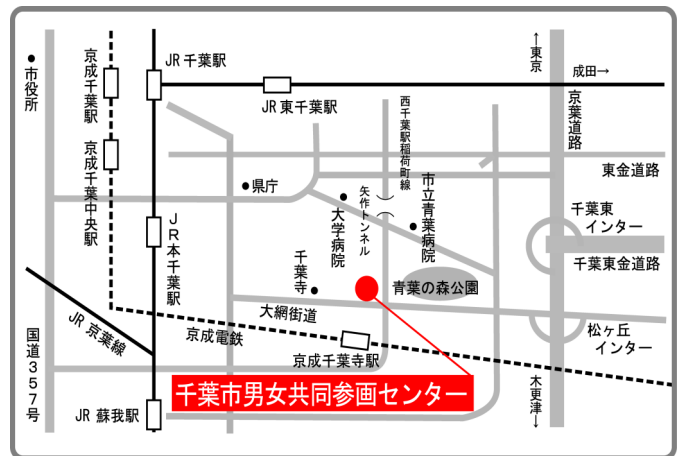 市役所
京成千葉駅
JR千葉駅
JR東千葉駅
↑東京
成田→
京葉道路
西千葉駅稲荷町線
東金道路
京成千葉中央駅
県庁
大学病院
矢作トンネル
市立青葉病院
千葉東
インター
千葉東金道路
JR本千葉駅
千葉寺
青葉の森公園
大網街道
松ヶ丘
インター
JR 京葉線
京成電鉄
京成千葉寺駅
国道357号
千葉市男女共同参画センター
木更津↓
JR 蘇我駅